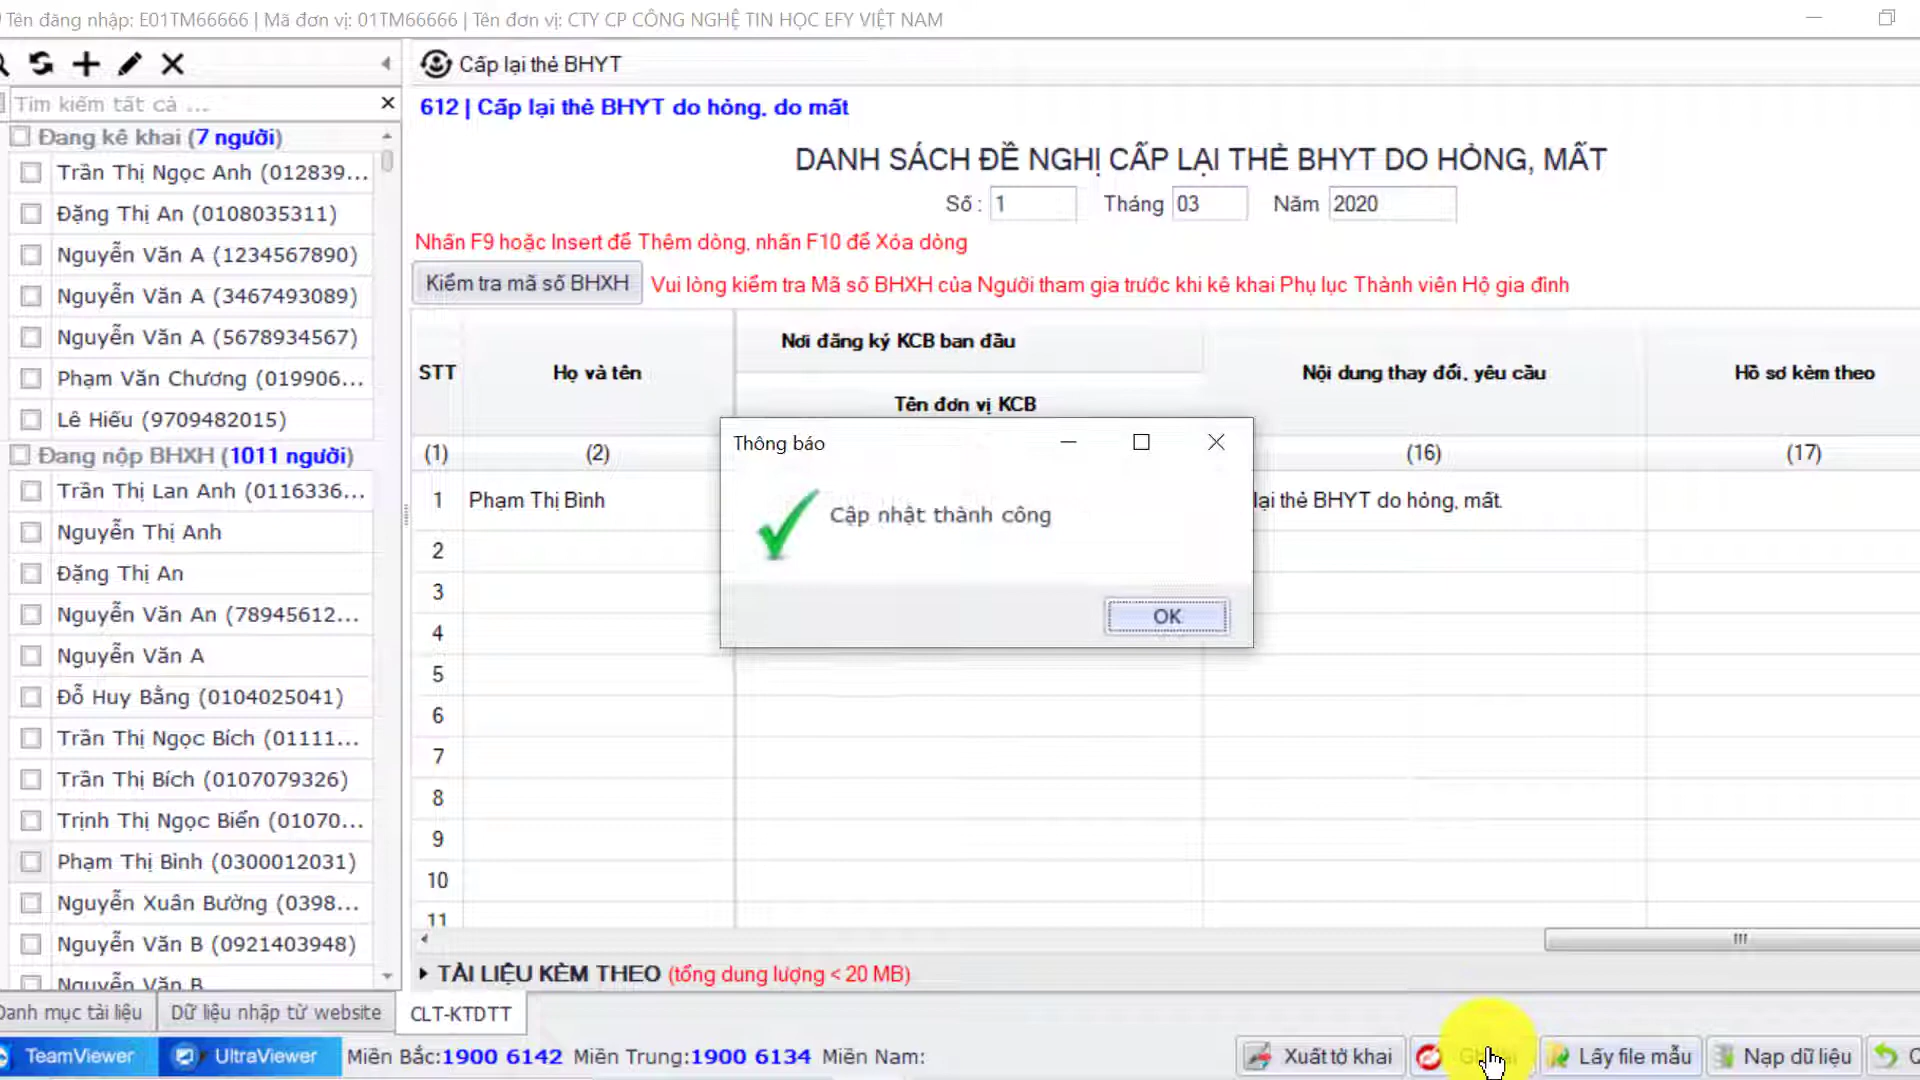 Tên đăng nhập: E01TM66666 | Mã đơn vị: 01TM66666 | Tên đơn vị: CTY CP CÔNG NGHỆ TIN HỌC EFY VIỆT NAM
Cấp lại thẻ BHYT
Tìm kiếm tất cả ...
612 | Cấp lại thẻ BHYT do hỏng, do mất
Đang kê khai (7 người)
Trần Thị Ngọc Anh (012839...
Đặng Thị An (0108035311)
Nguyễn Văn A (1234567890)
Nguyễn Văn A (3467493089)
Nguyễn Văn A (5678934567)
Phạm Văn Chương (019906...
Lê Hiếu (9709482015)
Đang nộp BHXH (1011 người)
Trần Thị Lan Anh (0116336...
Nguyễn Thị Anh
Đặng Thị An
Nguyễn Văn An (78945612...
Nguyễn Văn A
Đỗ Huy Bằng (0104025041)
Trần Thị Ngọc Bích (01111...
Trần Thị Bích (0107079326)
Trịnh Thị Ngọc Biển (01070...
Phạm Thị Bình (0300012031)
Nguyễn Xuân Bường (0398...
Nguyễn Văn B (0921403948)
Nguyễn Văn B
DANH SÁCH ĐỀ NGHỊ CẤP LẠI THẺ BHYT DO HỎNG, MẤT
Số : 1 Tháng 03 Năm 2020
Nhấn F9 hoặc Insert để Thêm dòng, nhấn F10 để Xóa dòng
Kiểm tra mã số BHXH Vui lòng kiểm tra Mã số BHXH của Người tham gia trước khi kê khai Phụ lục Thành viên Hộ gia đình
STT Họ và tên Nơi đăng ký KCB ban đầu Nội dung thay đổi, yêu cầu Hồ sơ kèm theo
Tên đơn vị KCB
(1) (2) (16) (17)
1 Phạm Thị Bình lại thẻ BHYT do hỏng, mất.
2
3
4
5
6
7
8
9
10
11
Thông báo
Cập nhật thành công
OK
TÀI LIỆU KÈM THEO (tổng dung lượng < 20 MB)
Danh mục tài liệu Dữ liệu nhập từ website CLT-KTDTT
TeamViewer UltraViewer Miền Bắc:1900 6142 Miền Trung:1900 6134 Miền Nam:
Xuất tờ khai Lấy file mẫu Nạp dữ liệu